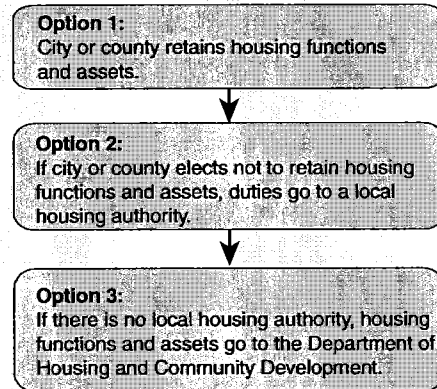 Option 1:
City or county retains housing functions
and assets.
Option 2:
If city or county elects not to retain housing
functions and assets, duties go to a local
housing authority.
Option 3:
If there is no local housing authority, housing
functions and assets go to the Department of
Housing and Community Development.